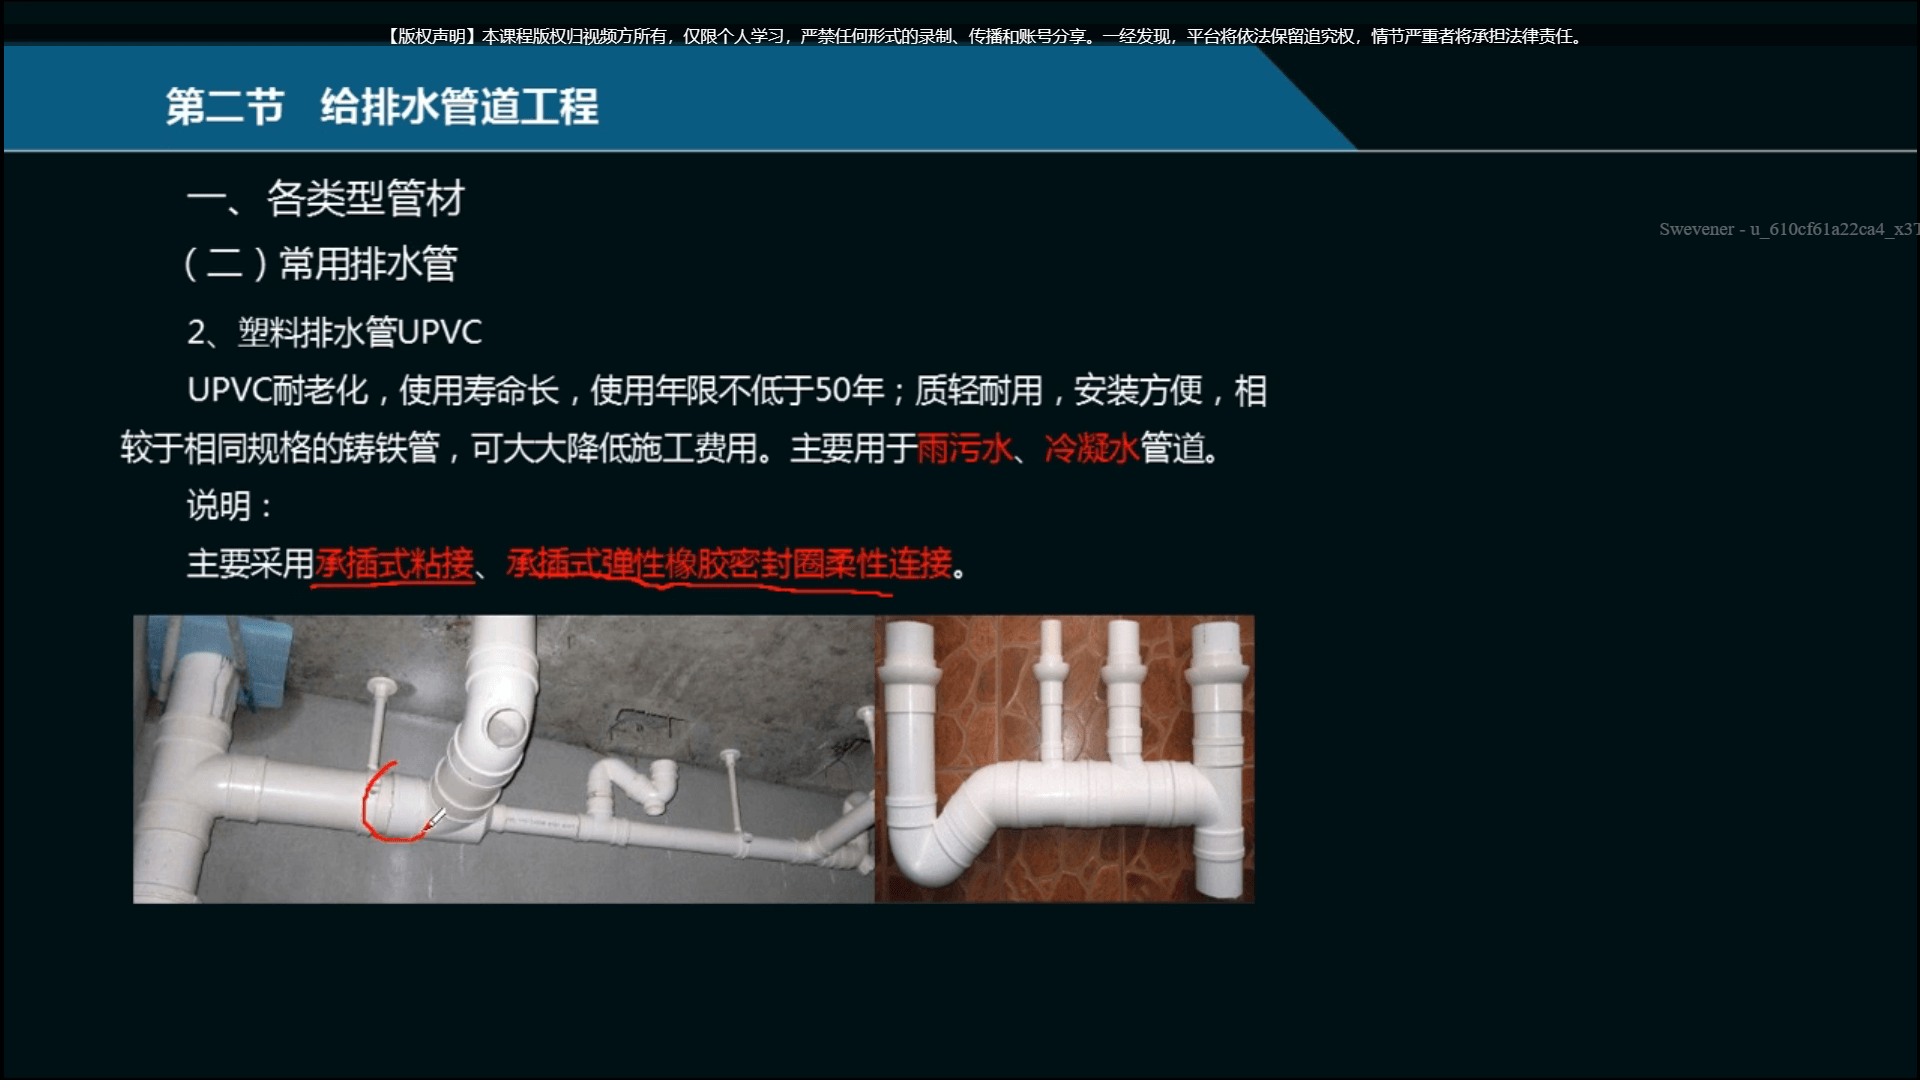 【版权声明】本课程版权归视频方所有，仅限个人学习，严禁任何形式的录制、传播和账号分享。一经发现，平台将依法保留追究权，情节严重者将承担法律责任。
第二节 给排水管道工程
一、各类型管材
Swevener - u_610cf61a22ca4_x3T
（二）常用排水管
2、塑料排水管UPVC
UPVC耐老化，使用寿命长，使用年限不低于50年；质轻耐用，安装方便，相
较于相同规格的铸铁管，可大大降低施工费用。主要用于雨污水、冷凝水管道。
说明：
主要采用承插式粘接、承插式弹性橡胶密封圈柔性连接。